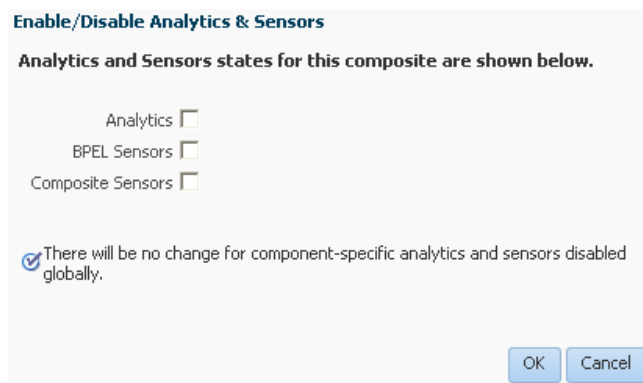 Enable/Disable Analytics & Sensors
Analytics and Sensors states for this composite are shown below.
Analytics
BPEL Sensors
Composite Sensors
There will be no change for component-specific analytics and sensors disabled
globally.
OK Cancel